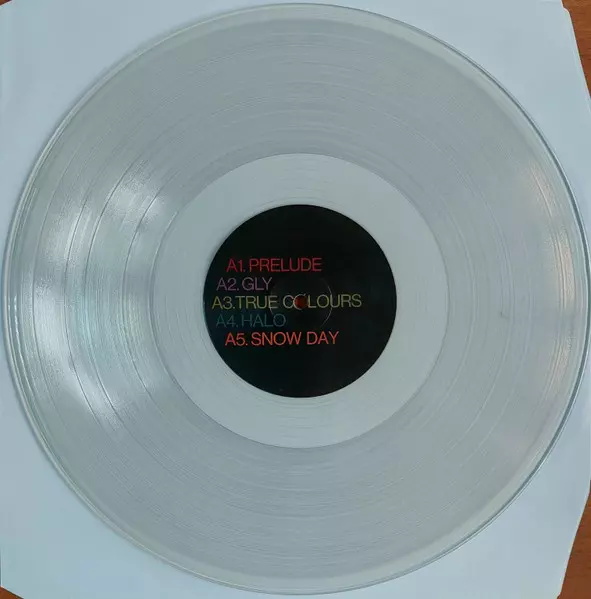 A1. PRELUDE
A2. GLY
A3.TRUE COLOURS
A4. HALO
A5. SNOW DAY